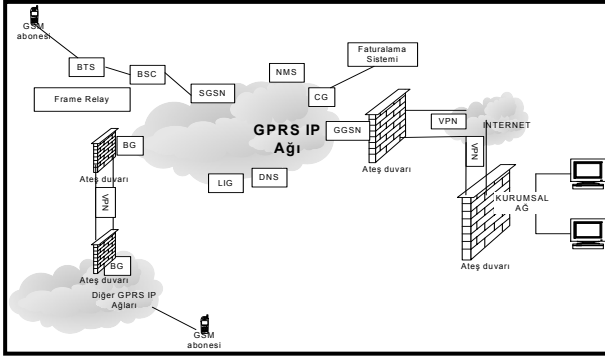 GSM
abonesi
BTS
BSC
Frame Relay
SGSN
NMS
Faturalama
Sistemi
CG
GPRS IP
Ağı
GGSN
Ateş duvarı
VPN
INTERNET
VPN
BG
Ateş duvarı
LIG
DNS
VPN
KURUMSAL
AĞ
Ateş duvarı
BG
Ateş duvarı
Diğer GPRS IP
Ağları
GSM
abonesi